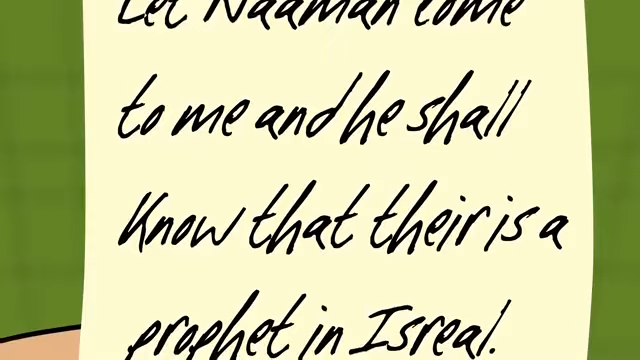 Let Naaman come
to me and he shall
Know that their is a
prophet in Isreal.